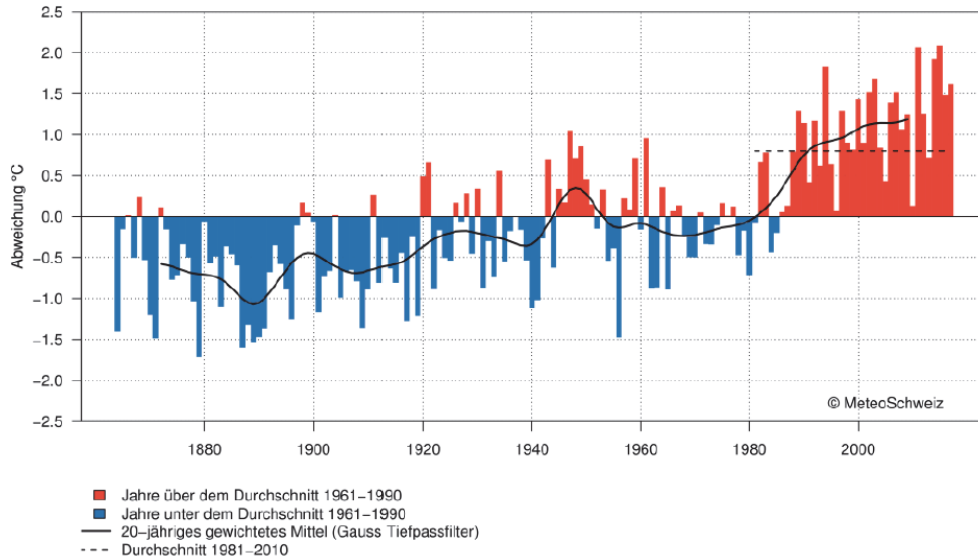 2.5
2.0
1.5
1.0
0.5
0.0
−0.5
−1.0
−1.5
−2.0
−2.5
Abweichung °C
© MeteoSchweiz
1880 1900 1920 1940 1960 1980 2000
Jahre über dem Durchschnitt 1961−1990
Jahre unter dem Durchschnitt 1961−1990
20−jähriges gewichtetes Mittel (Gauss Tiefpassfilter)
Durchschnitt 1981−2010